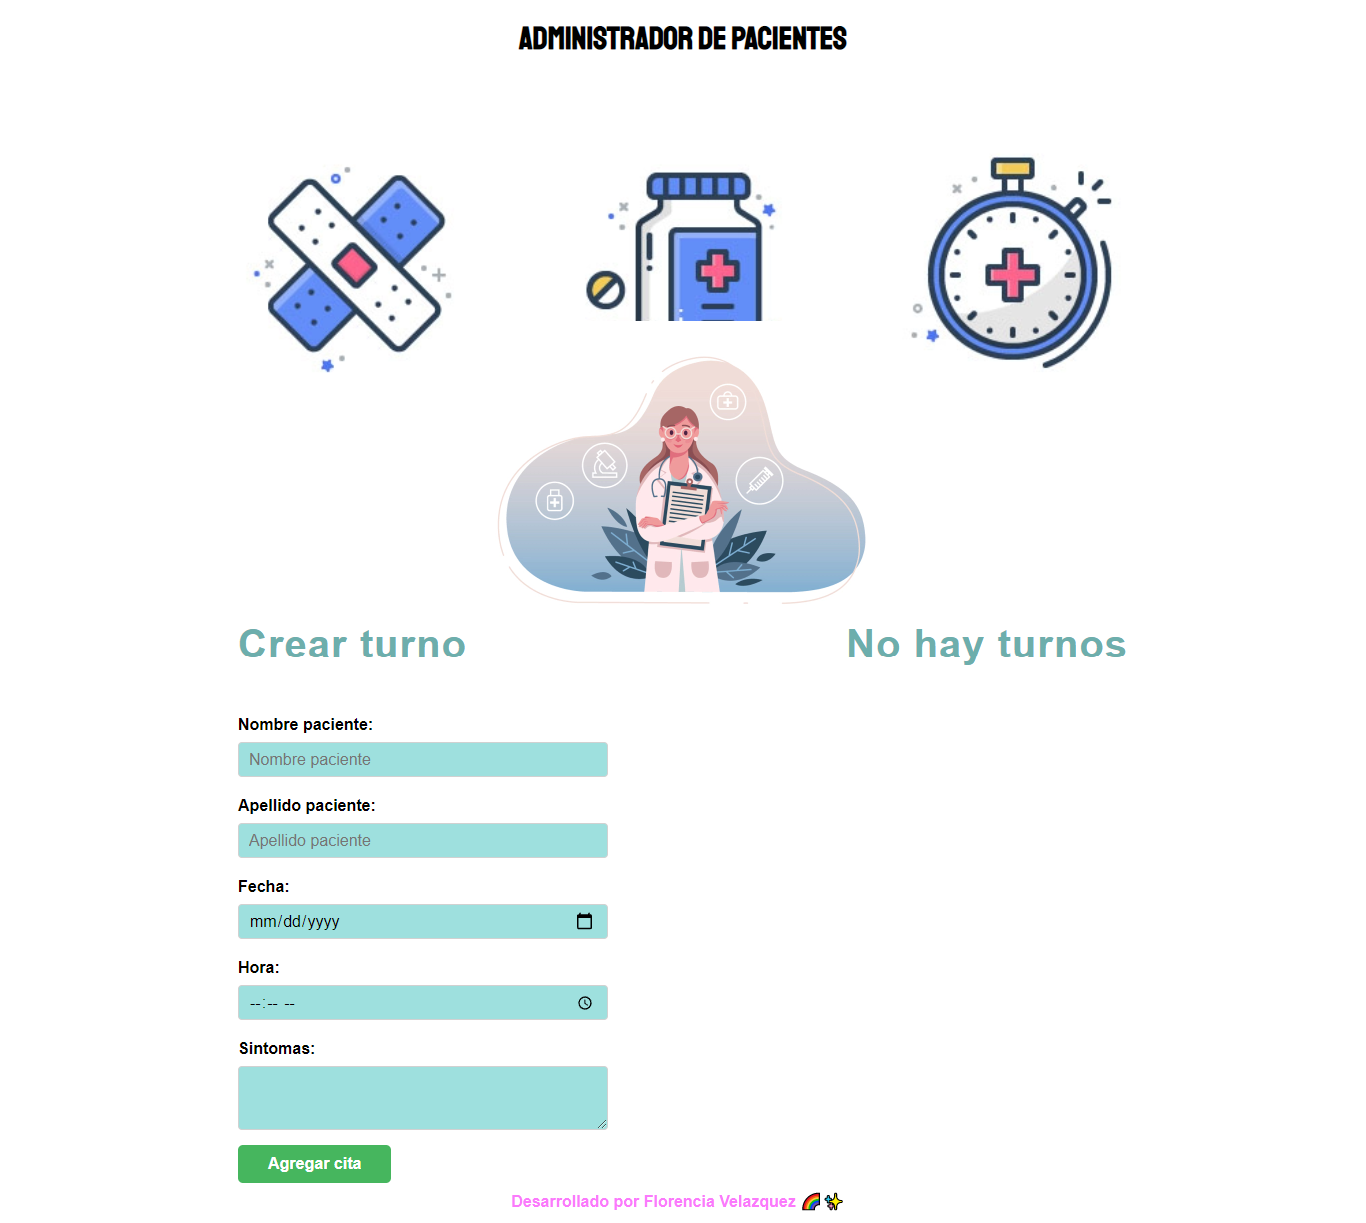 ADMINISTRADOR DE PACIENTES
Crear turno
No hay turnos
Nombre paciente:
Nombre paciente
Apellido paciente:
Apellido paciente
Fecha:
mm/dd/yyyy
Hora:
--:-- --
Sintomas:
Agregar cita
Desarrollado por Florencia Velazquez 🌈✨